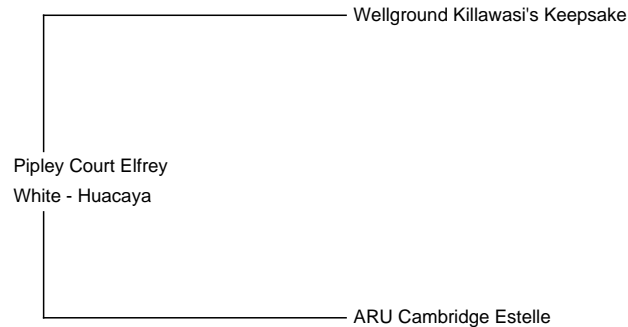 Wellground Killawasi's Keepsake
Pipley Court Elfrey
White - Huacaya
ARU Cambridge Estelle